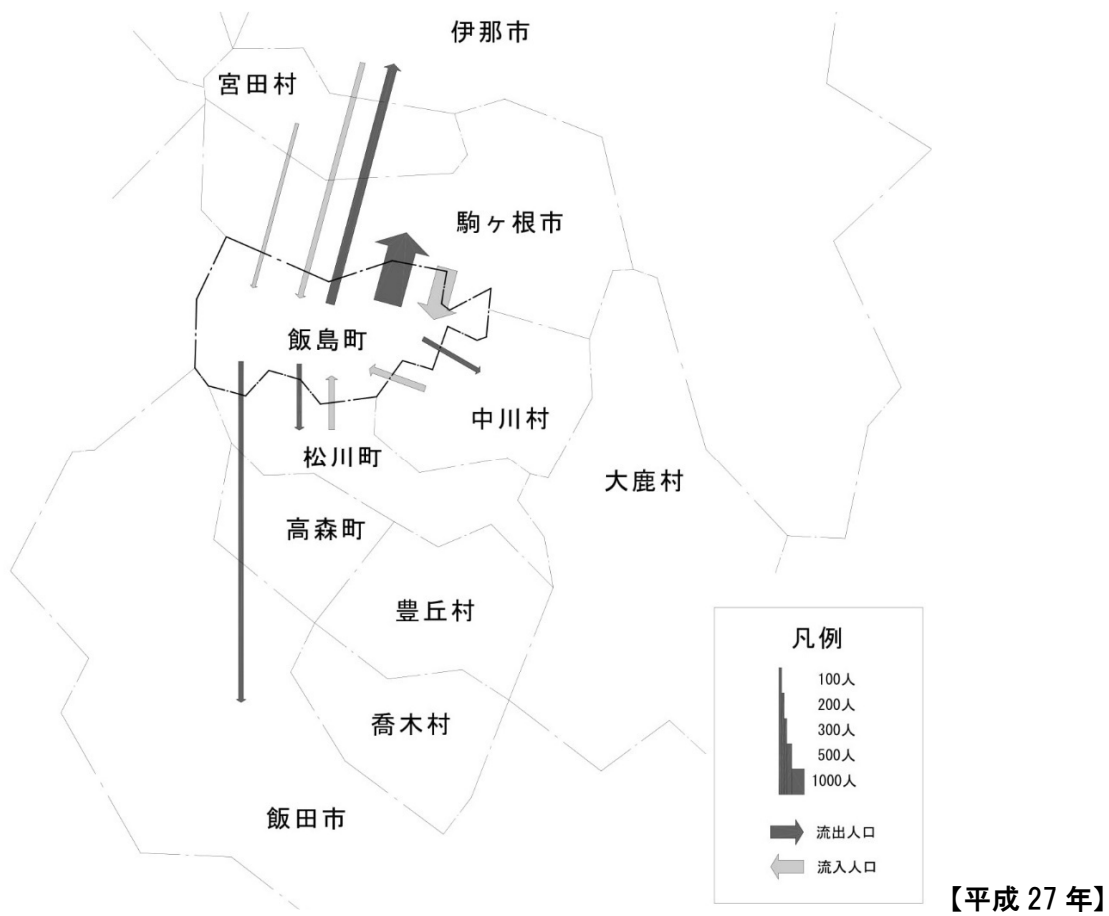 伊那市
宮田村
駒ヶ根市
飯島町
中川村
松川町
大鹿村
高森町
豊丘村
喬木村
飯田市
凡例
100人
200人
300人
500人
1000人
流出人口
流入人口
【平成 27 年】